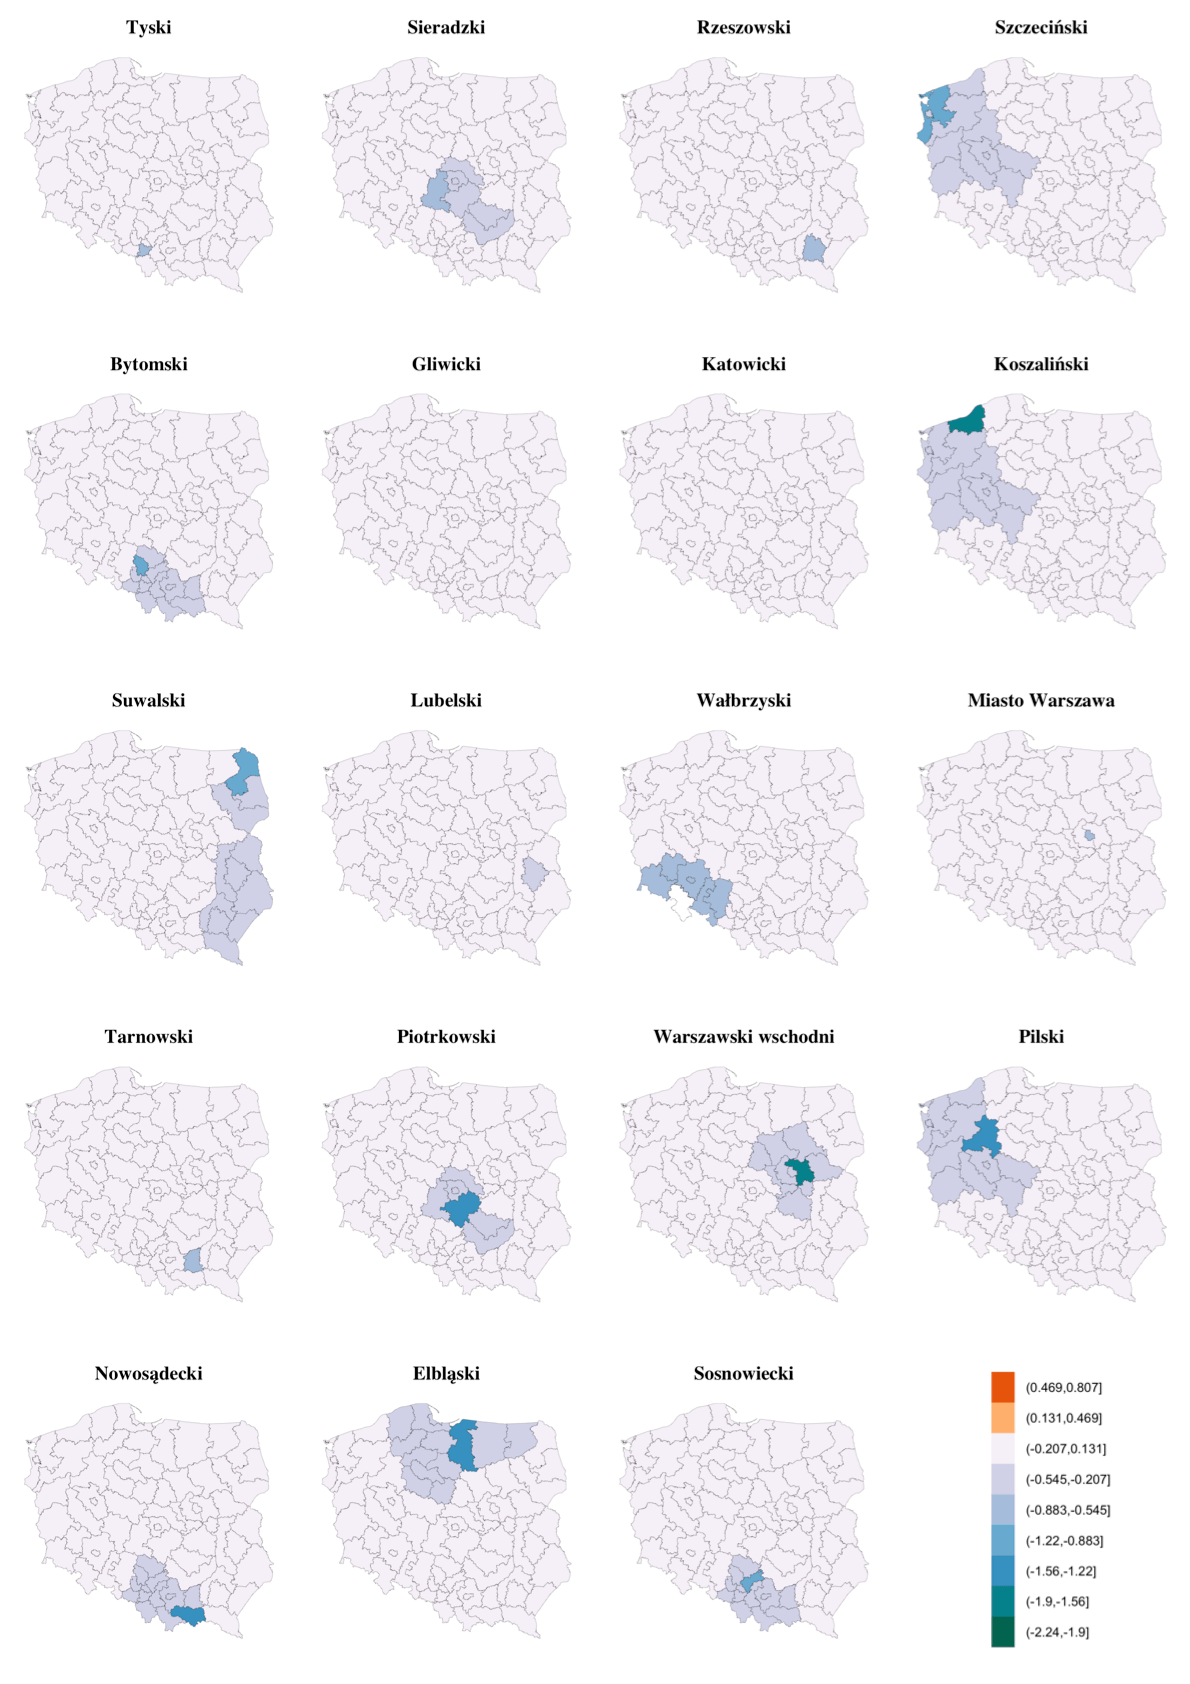 Tyski
Sieradzki
Rzeszowski
Szczeciński
Bytomski
Gliwicki
Katowicki
Koszaliński
Suwalski
Lubelski
Wałbrzyski
Miasto Warszawa
Tarnowski
Piotrkowski
Warszawski wschodni
Pilski
Nowosądecki
Elbląski
Sosnowiecki
(0.469,0.807]
(0.131,0.469]
(-0.207,0.131]
(-0.545,-0.207]
(-0.883,-0.545]
(-1.22,-0.883]
(-1.56,-1.22]
(-1.9,-1.56]
(-2.24,-1.9]